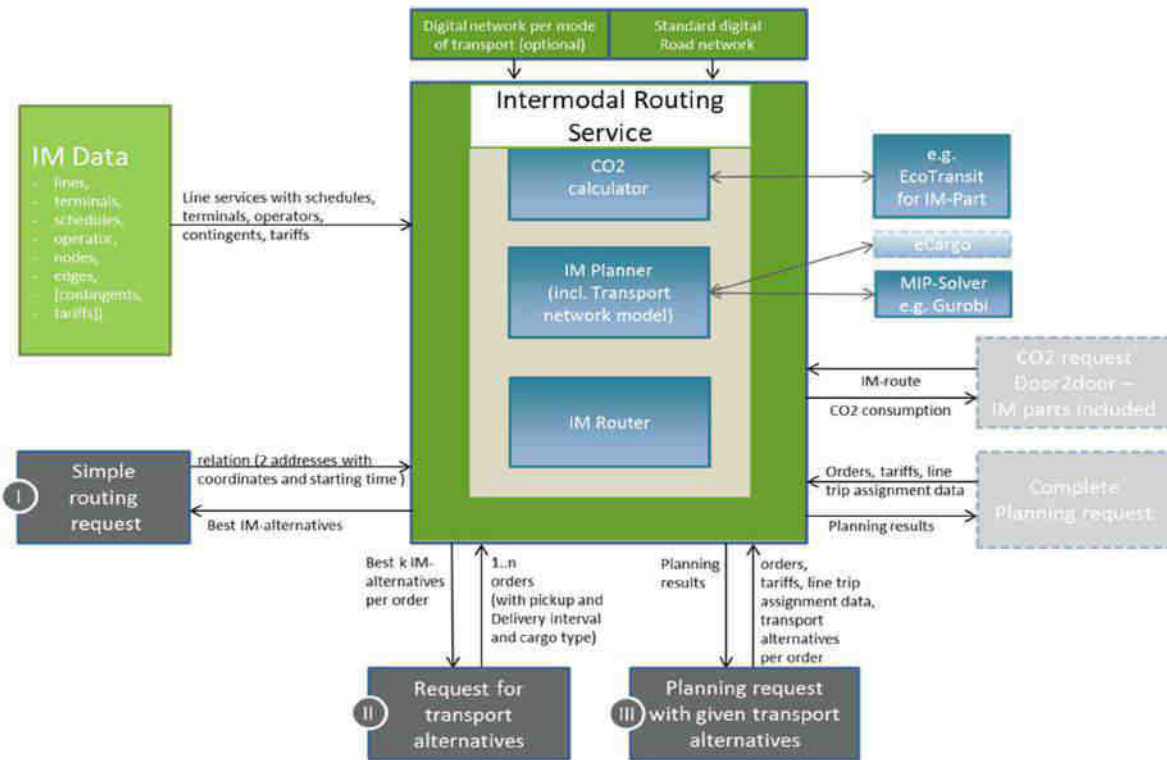 Digital network per mode
of transport (optional)
Standard digital
Road network
Intermodal Routing
Service
IM Data
- lines,
- terminals,
- schedules,
- operator,
- nodes,
- edges,
- [contingents,
- tariffs])
Line services with schedules,
terminals, operators,
contingents, tariffs
CO2
calculator
e.g.
EcoTransit
for IM-Part
IM Planner
(incl. Transport
network model)
eCargo
MIP-Solver
e.g. Gurobi
IM Router
IM-route
CO2 consumption
CO2 request
Door2door –
IM parts included
I
Simple
routing
request
relation (2 addresses with
coordinates and starting time )
Best IM-alternatives
Orders, tariffs, line
trip assignment data
Planning results
Complete
Planning request
Best k IM-
alternatives
per order
1..n
orders
(with pickup and
Delivery interval
and cargo type)
Planning
results
orders,
tariffs, line trip
assignment data,
transport
alternatives
per order
II
Request for
transport
alternatives
III
Planning request
with given transport
alternatives